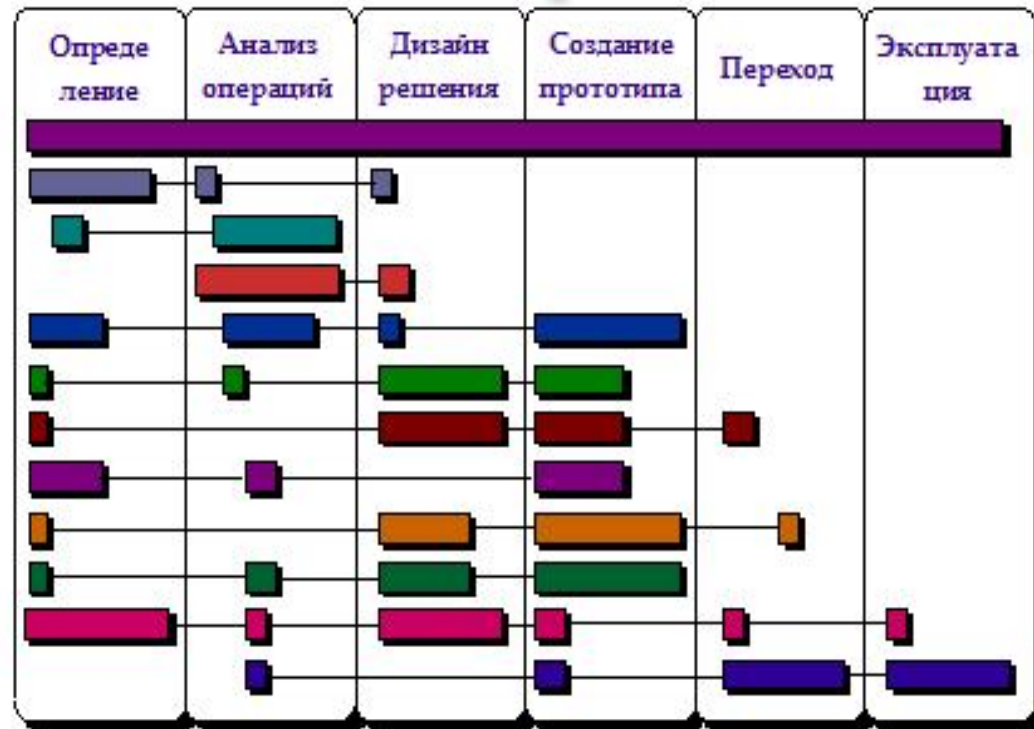 Опреде
ление
Анализ
операций
Дизайн
решения
Создание
прототипа
Переход
Эксплуата
ция